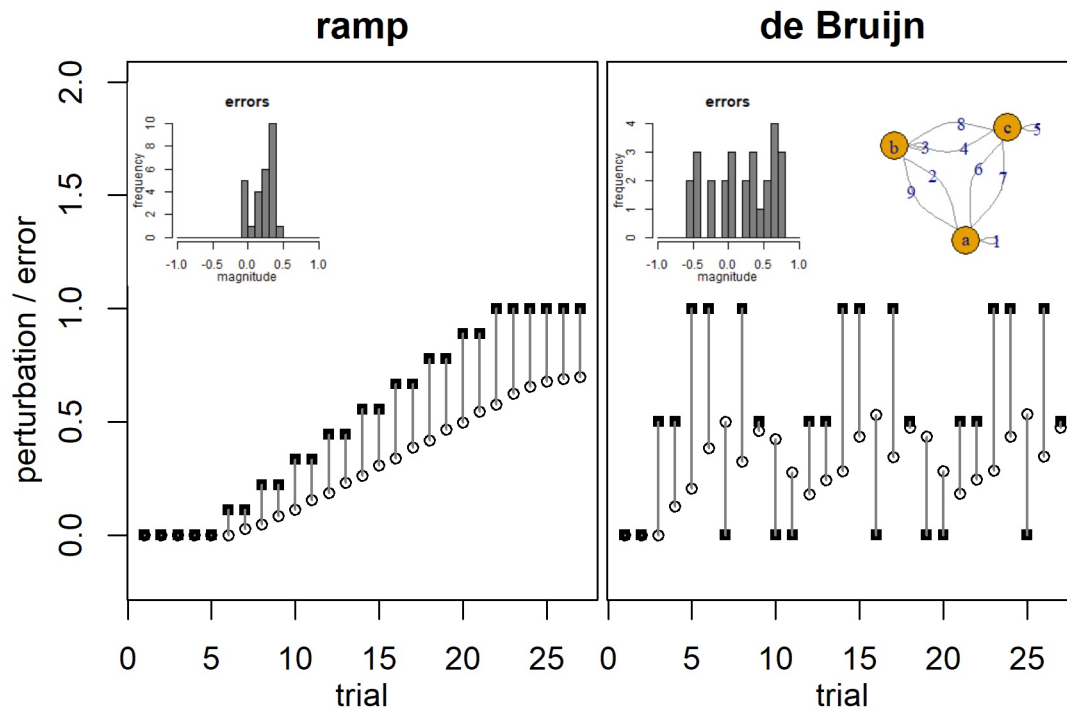 ramp
de Bruijn
perturbation / error
2.0
1.5
1.0
0.5
0.0
errors
frequency
10
8
6
4
2
0
-1.0 -0.5 0.0 0.5 1.0
magnitude
errors
frequency
4
3
2
1
0
-1.0 -0.5 0.0 0.5 1.0
magnitude
b
c
a
8
5
3
4
6
2
7
9
1
0 5 10 15 20 25
trial
0 5 10 15 20 25
trial